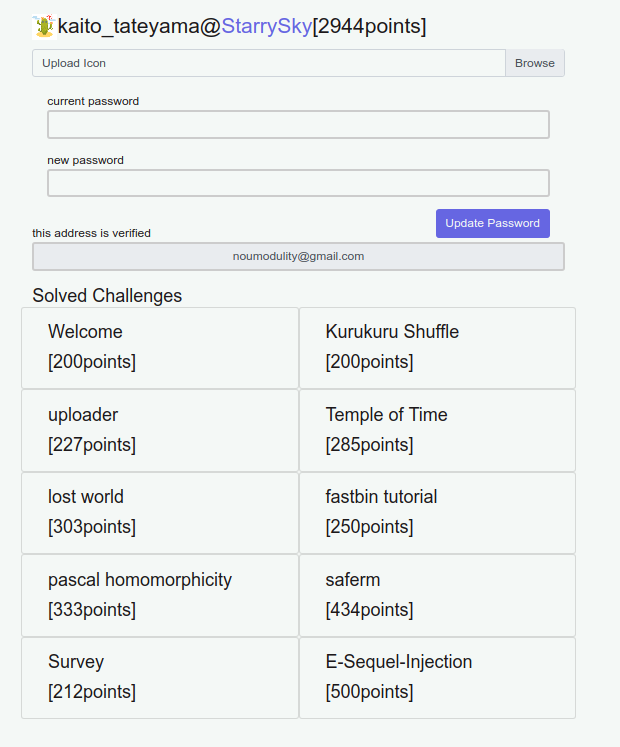 kaito_tateyama@StarrySky[2944points]
Upload Icon Browse
current password
new password
Update Password
this address is verified
noumodulity@gmail.com
Solved Challenges
Welcome
[200points]
Kurukuru Shuffle
[200points]
uploader
[227points]
Temple of Time
[285points]
lost world
[303points]
fastbin tutorial
[250points]
pascal homomorphicity
[333points]
saferm
[434points]
Survey
[212points]
E-Sequel-Injection
[500points]